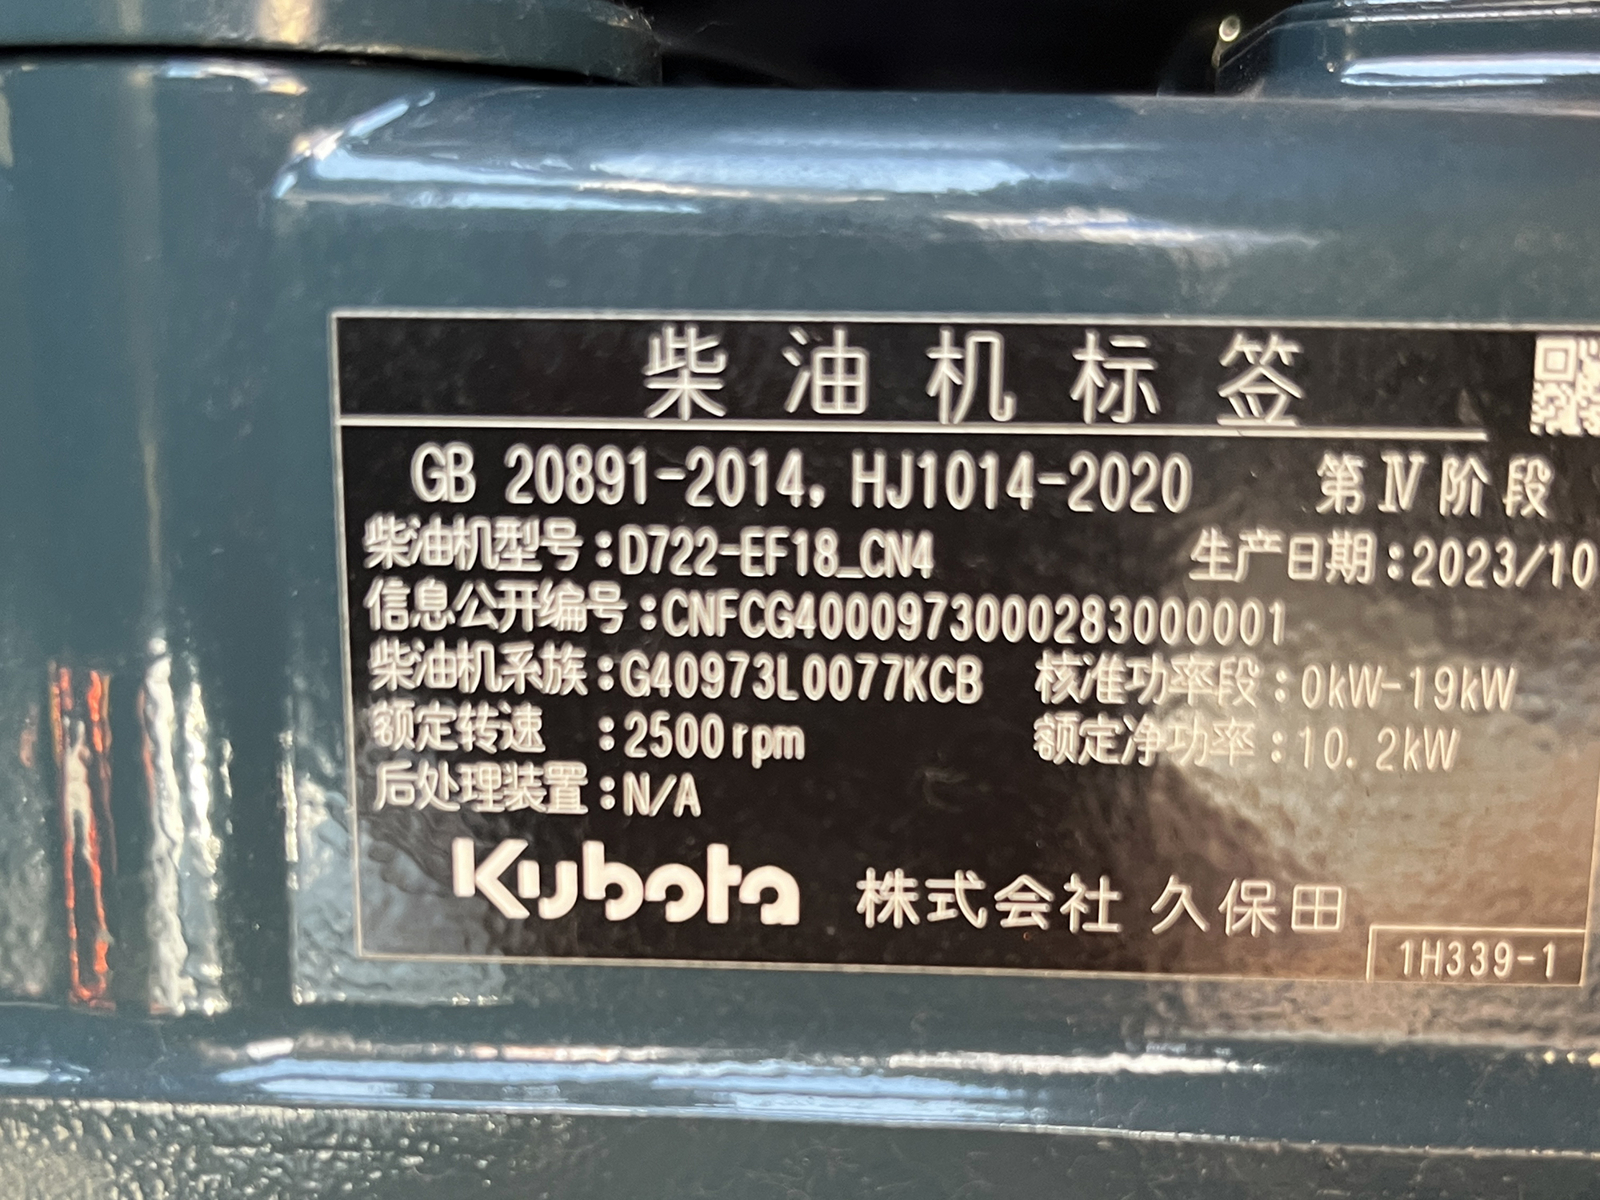 柴油机标签
GB 20891-2014, HJ1014-2020 第Ⅳ阶段
柴油机型号:D722-EF18_CN4 生产日期:2023/10
信息公开编号:CNFCG4000973000283000001
柴油机系族:G40973L0077KCB 核准功率段:0kW-19kW
额定转速 :2500rpm 额定净功率:10.2kW
后处理装置:N/A
Kubota 株式会社 久保田
1H339-1